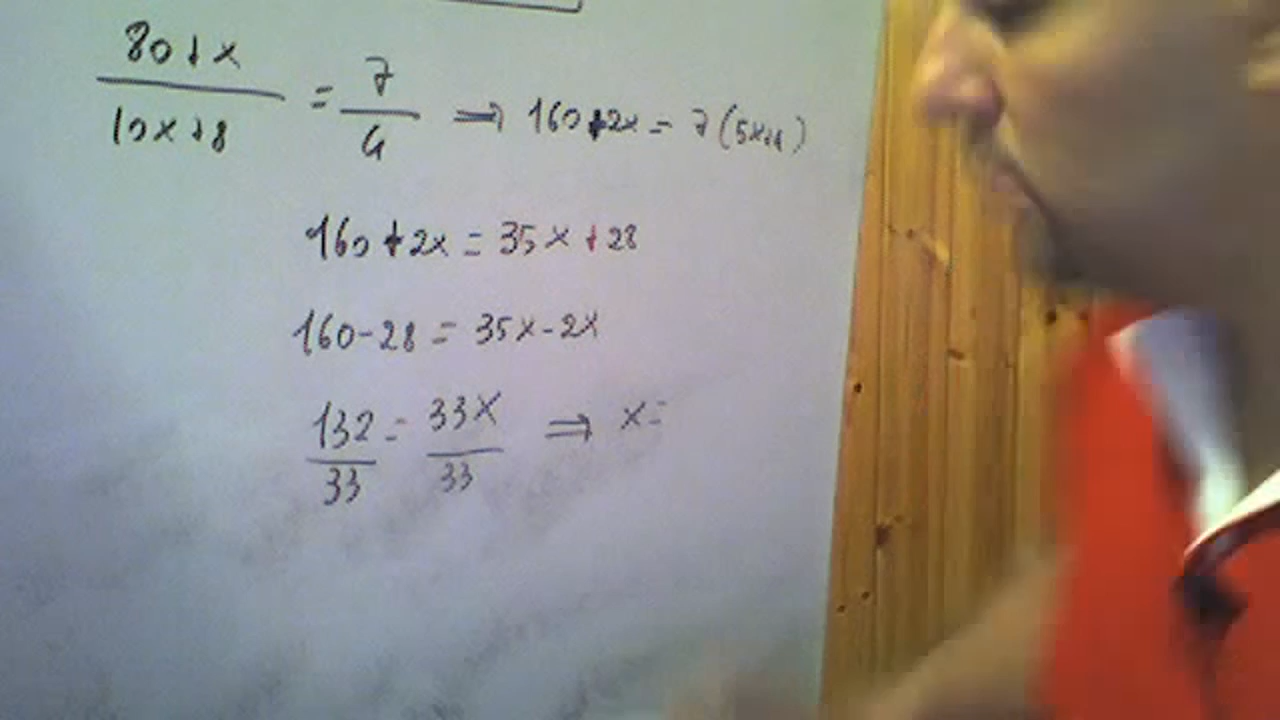 80+x / 10x+8 = 7 / 4 ⇒ 160+2x = 7(5x+4)
160+2x = 35x+28
160-28 = 35x-2x
132 / 33 = 33x / 33 ⇒ x=